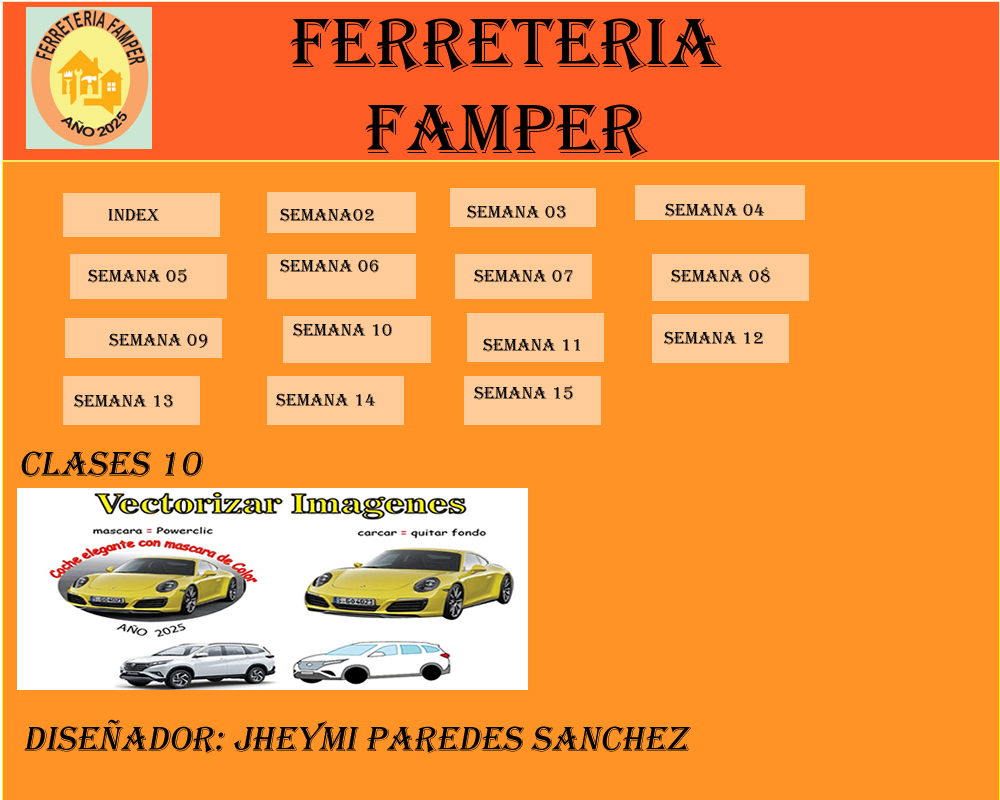 FERRETERIA FAMPER
AÑO 2025
FERRETERIA
FAMPER
INDEX
SEMANA02
SEMANA 03
SEMANA 04
SEMANA 05
SEMANA 06
SEMANA 07
SEMANA 08
SEMANA 09
SEMANA 10
SEMANA 11
SEMANA 12
SEMANA 13
SEMANA 14
SEMANA 15
CLASES 10
Vectorizar Imagenes
mascara = Powerclic
carcar = quitar fondo
Coche elegante con mascara de Color
S·GO4021
S·GO4021
AÑO 2025
DISEÑADOR: JHEYMI PAREDES SANCHEZ